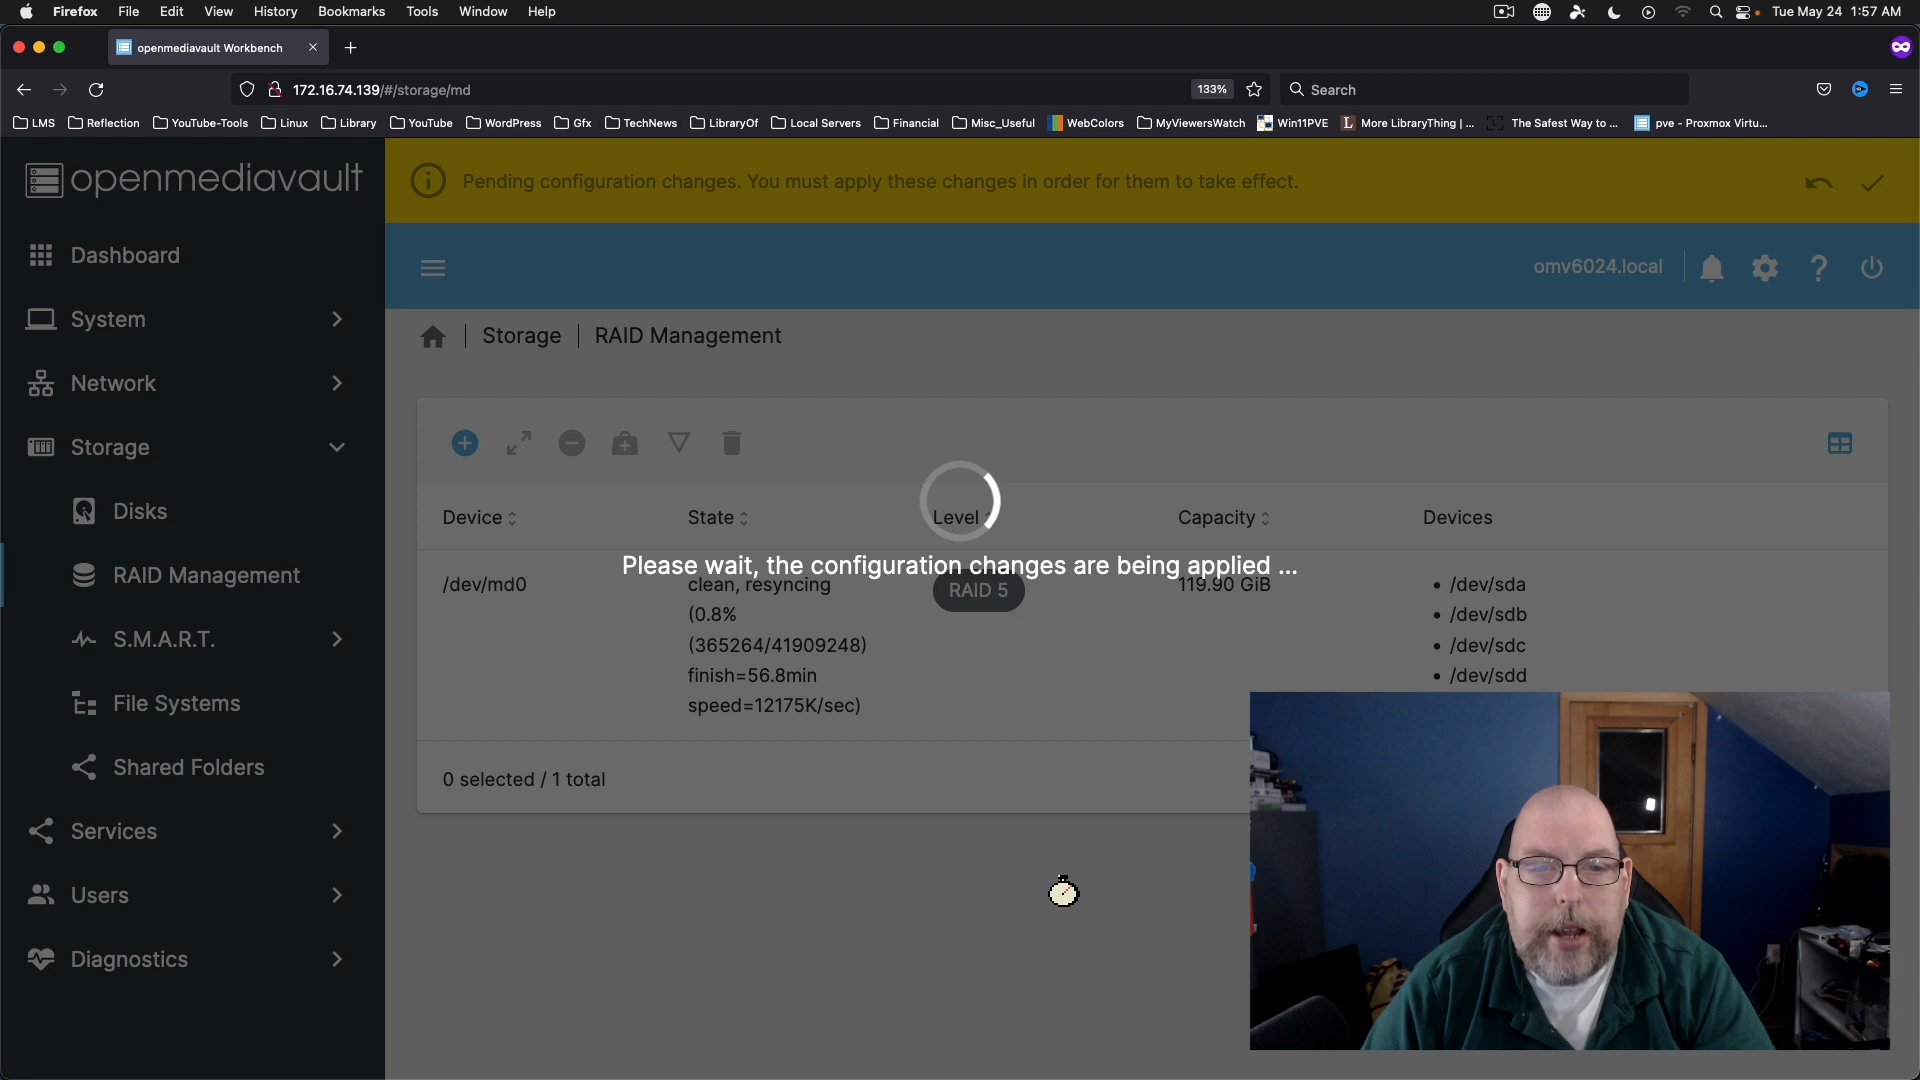 Firefox File Edit View History Bookmarks Tools Window Help
Tue May 24 1:57 AM
openmediavault Workbench
172.16.74.139/#/storage/md
133%
Search
LMS Reflection YouTube-Tools Linux Library YouTube WordPress Gfx TechNews LibraryOf Local Servers Financial Misc_Useful WebColors MyViewersWatch Win11PVE More LibraryThing | ... The Safest Way to ... pve - Proxmox Virtu...
openmediavault
Pending configuration changes. You must apply these changes in order for them to take effect.
omv6024.local
Dashboard
System
Network
Storage
Disks
RAID Management
S.M.A.R.T.
File Systems
Shared Folders
Services
Users
Diagnostics
Storage | RAID Management
Device State Level Capacity Devices
Please wait, the configuration changes are being applied ...
/dev/md0
clean, resyncing
(0.8%
(365264/41909248)
finish=56.8min
speed=12175K/sec)
RAID 5
119.90 GiB
• /dev/sda
• /dev/sdb
• /dev/sdc
• /dev/sdd
0 selected / 1 total